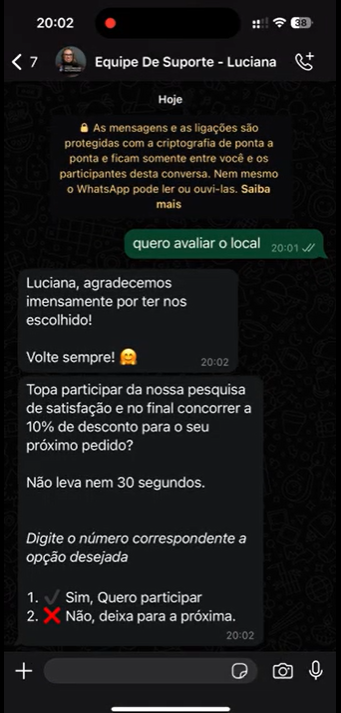 20:02
38
7
Equipe De Suporte - Luciana
Hoje
As mensagens e as ligações são
protegidas com a criptografia de ponta a
ponta e ficam somente entre você e os
participantes desta conversa. Nem mesmo
o WhatsApp pode ler ou ouvi-las. Saiba
mais
quero avaliar o local 20:01
Luciana, agradecemos
imensamente por ter nos
escolhido!
Volte sempre! 🤗
20:02
Topa participar da nossa pesquisa
de satisfação e no final concorrer a
10% de desconto para o seu
próximo pedido?
Não leva nem 30 segundos.
Digite o número correspondente a
opção desejada
1. ✔️ Sim, Quero participar
2. ❌ Não, deixa para a próxima.
20:02